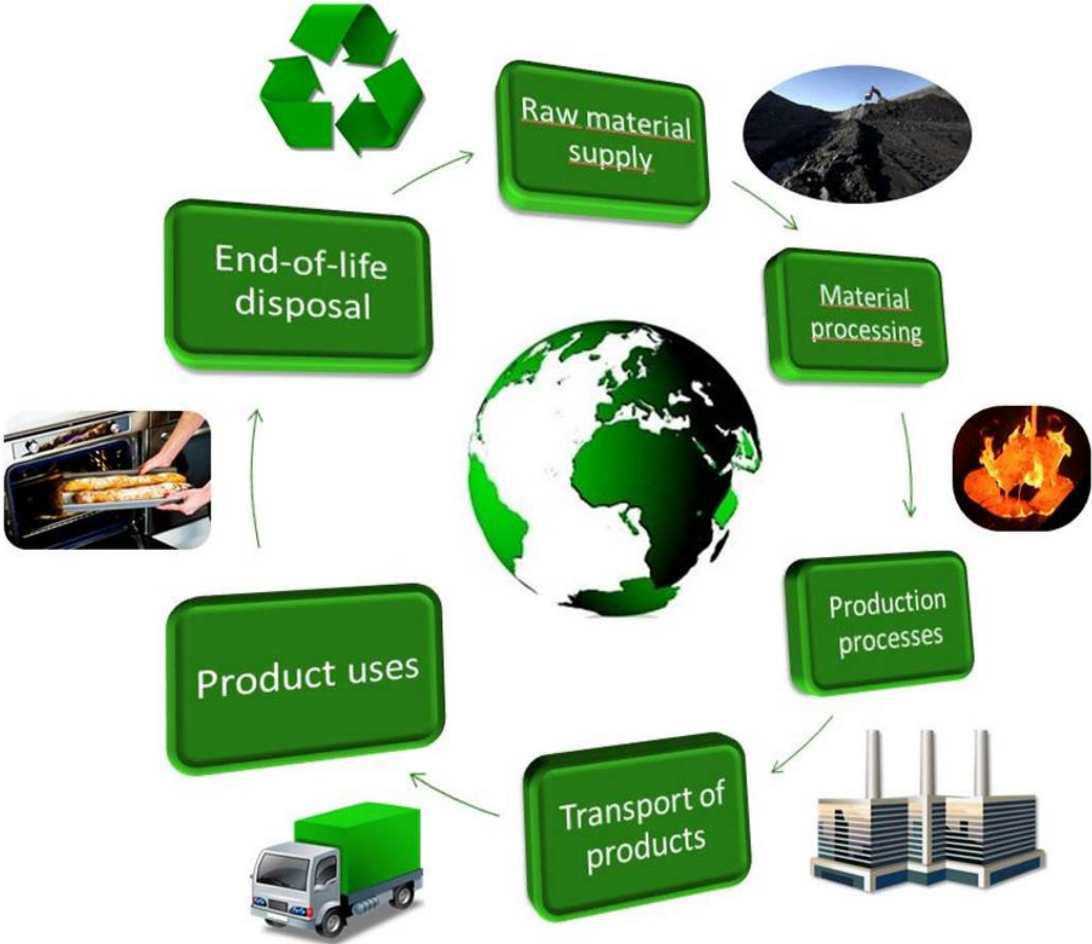 Raw material
supply
Material
processing
Production
processes
Transport of
products
Product uses
End-of-life
disposal